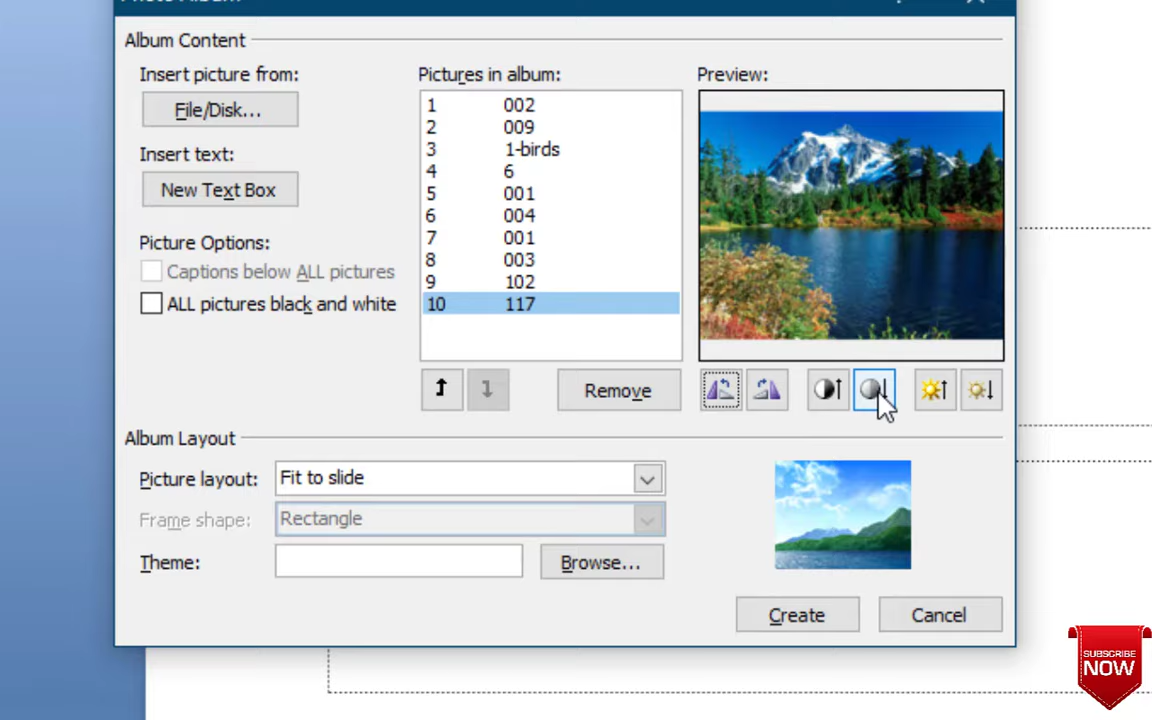 Album Content
Insert picture from:
File/Disk...
Insert text:
New Text Box
Picture Options:
Captions below ALL pictures
ALL pictures black and white
Pictures in album:
1 002
2 009
3 1-birds
4 6
5 001
6 004
7 001
8 003
9 102
10 117
Remove
Preview:
Album Layout
Picture layout: Fit to slide
Frame shape: Rectangle
Theme:
Browse...
Create
Cancel
SUBSCRIBE
NOW